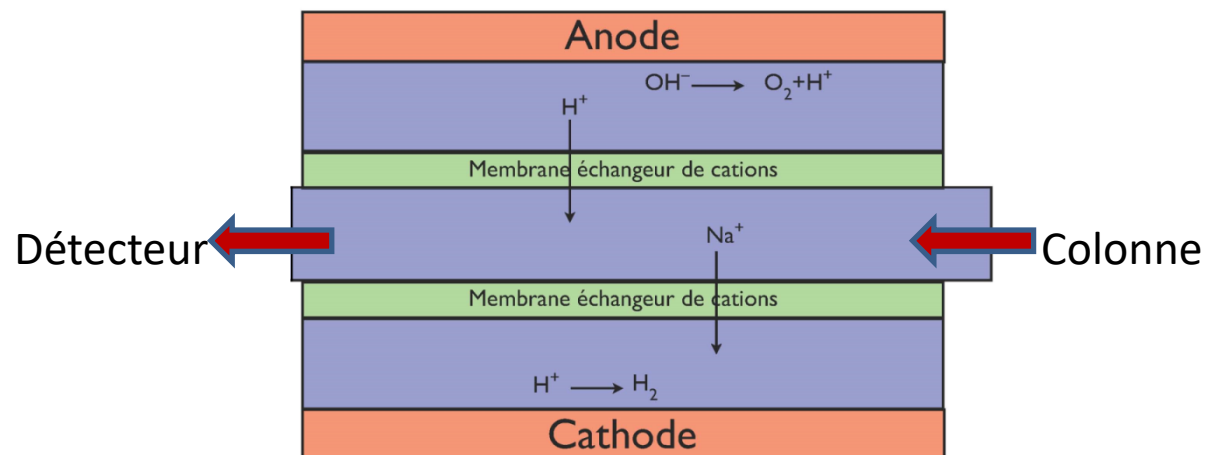 Anode
OH⁻ ⟶ O₂+H⁺
H⁺
Membrane échangeur de cations
Détecteur
Na⁺
Colonne
Membrane échangeur de cations
H⁺ ⟶ H₂
Cathode